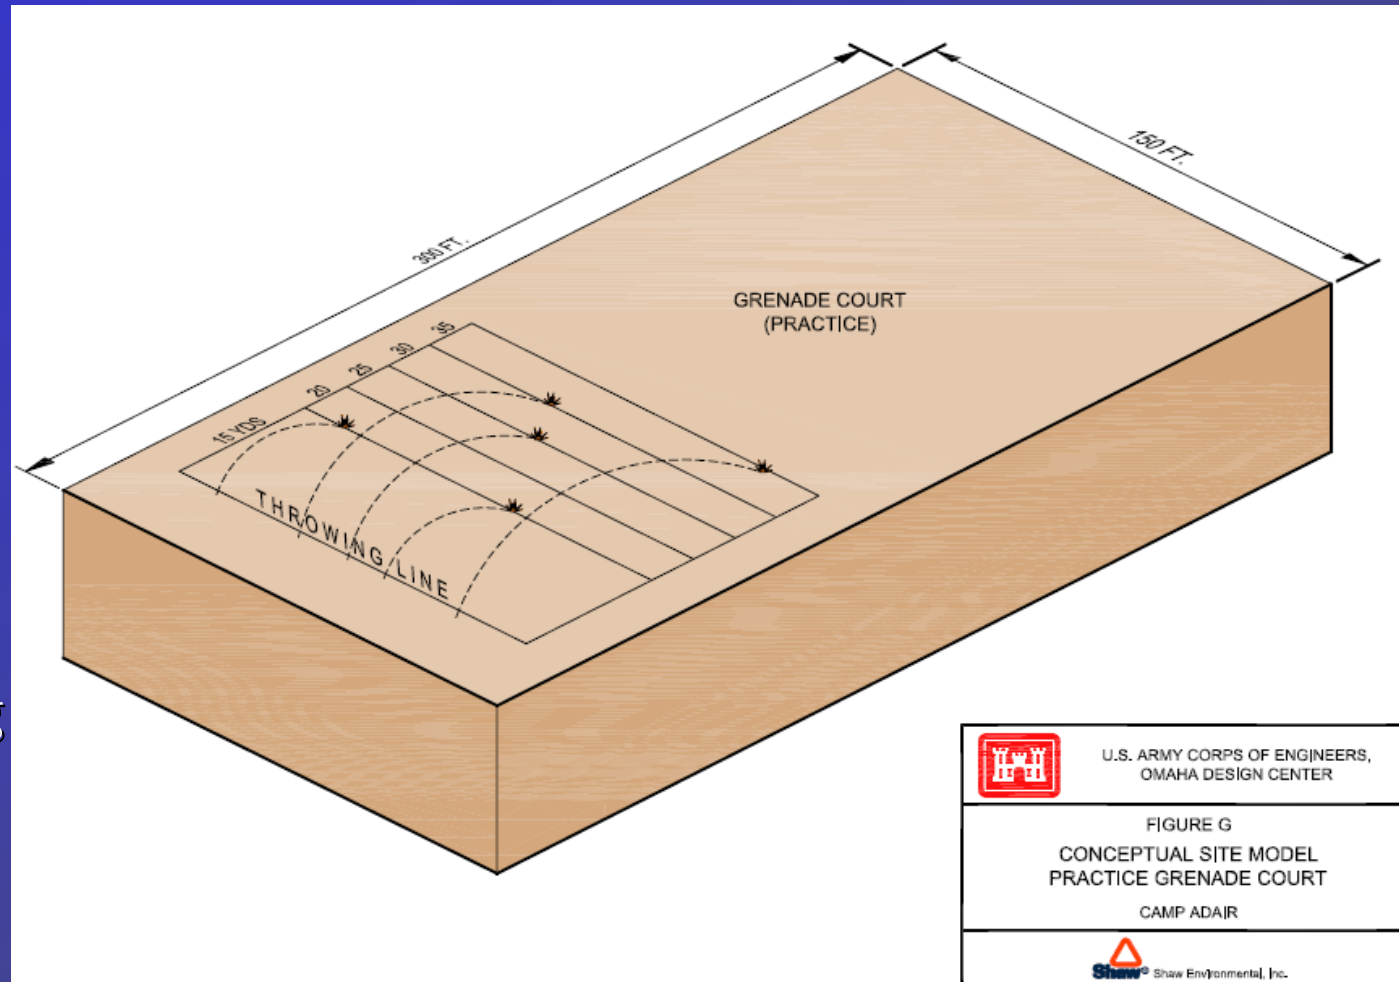 150 FT.
300 FT.
GRENADE COURT
(PRACTICE)
15 YDS
20
25
30
35
THROWING LINE
g
U.S. ARMY CORPS OF ENGINEERS,
OMAHA DESIGN CENTER
FIGURE G
CONCEPTUAL SITE MODEL
PRACTICE GRENADE COURT
CAMP ADAIR
Shaw® Shaw Environmental, Inc.